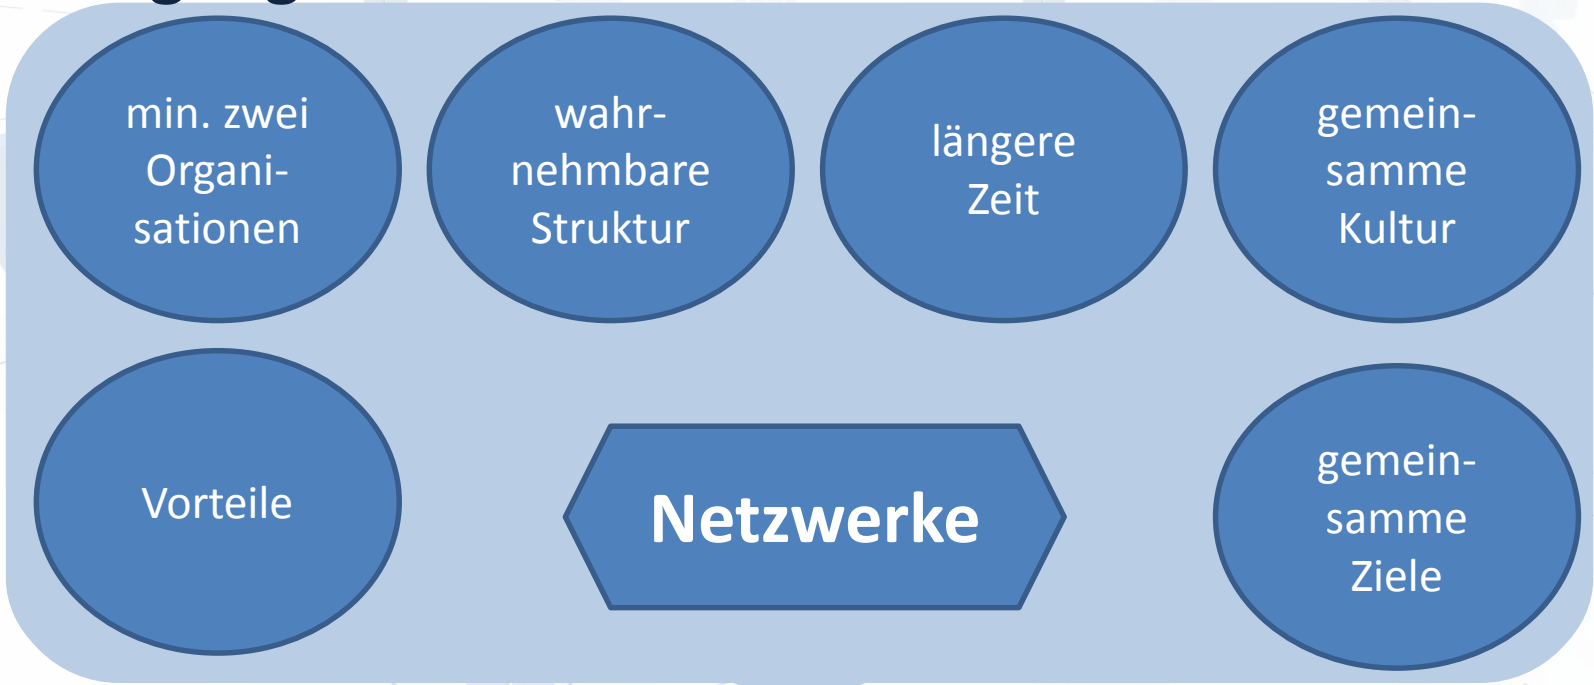 min. zwei
Organi-
sationen
wahr-
nehmbare
Struktur
längere
Zeit
gemein-
samme
Kultur
Vorteile
Netzwerke
gemein-
samme
Ziele